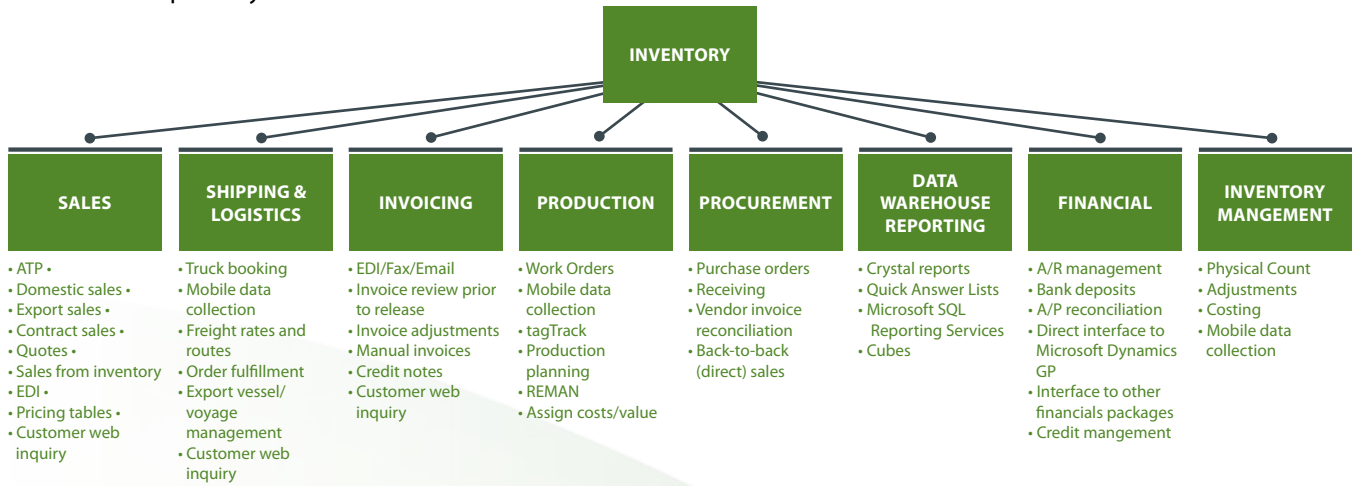 INVENTORY
SALES
• ATP •
• Domestic sales •
• Export sales •
• Contract sales •
• Quotes •
• Sales from inventory
• EDI •
• Pricing tables •
• Customer web
inquiry
SHIPPING &
LOGISTICS
• Truck booking
• Mobile data
collection
• Freight rates and
routes
• Order fulfillment
• Export vessel/
voyage
management
• Customer web
inquiry
INVOICING
• EDI/Fax/Email
• Invoice review prior
to release
• Invoice adjustments
• Manual invoices
• Credit notes
• Customer web
inquiry
PRODUCTION
• Work Orders
• Mobile data
collection
• tagTrack
• Production
planning
• REMAN
• Assign costs/value
PROCUREMENT
• Purchase orders
• Receiving
• Vendor invoice
reconciliation
• Back-to-back
(direct) sales
DATA
WAREHOUSE
REPORTING
• Crystal reports
• Quick Answer Lists
• Microsoft SQL
Reporting Services
• Cubes
FINANCIAL
• A/R management
• Bank deposits
• A/P reconciliation
• Direct interface to
Microsoft Dynamics
GP
• Interface to other
financials packages
• Credit mangement
INVENTORY
MANGEMENT
• Physical Count
• Adjustments
• Costing
• Mobile data
collection